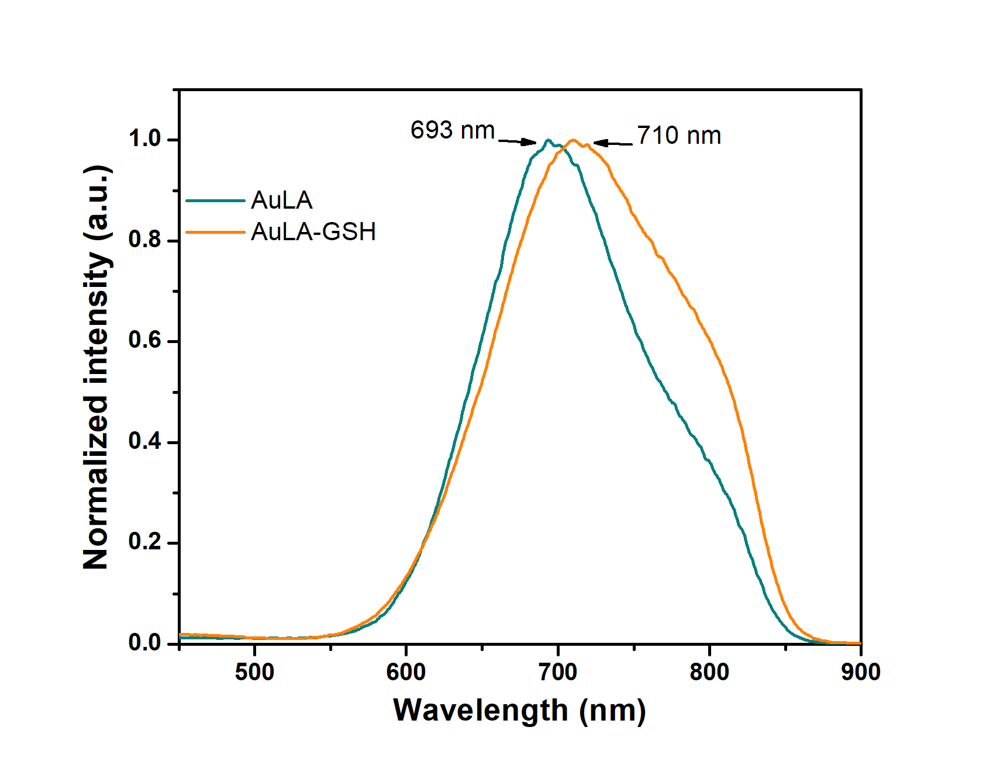 693 nm
710 nm
AuLA
AuLA-GSH
Normalized intensity (a.u.)
1.0
0.8
0.6
0.4
0.2
0.0
500 600 700 800 900
Wavelength (nm)